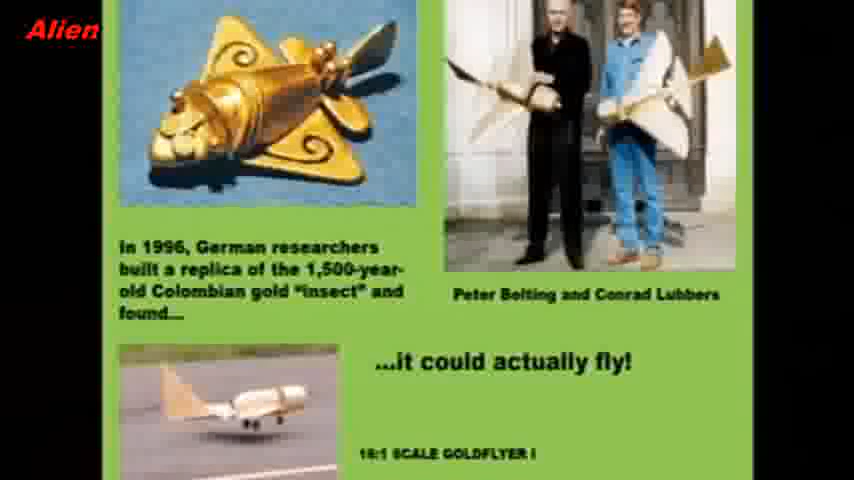 Alien
In 1996, German researchers
built a replica of the 1,500-year-
old Colombian gold “insect” and
found...
Peter Bolting and Conrad Lubbers
...it could actually fly!
16:1 SCALE GOLDFLYER I